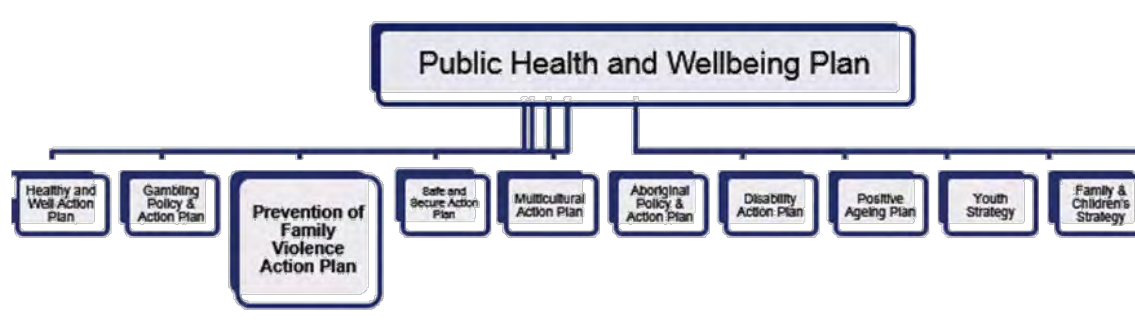 Public Health and Wellbeing Plan
Healthy and
Well Action
Plan
Gambling
Policy &
Action Plan
Prevention of
Family
Violence
Action Plan
Safe and
Secure Action
Plan
Multicultural
Action Plan
Aboriginal
Policy &
Action Plan
Disability
Action Plan
Positive
Ageing Plan
Youth
Strategy
Family &
Children's
Strategy